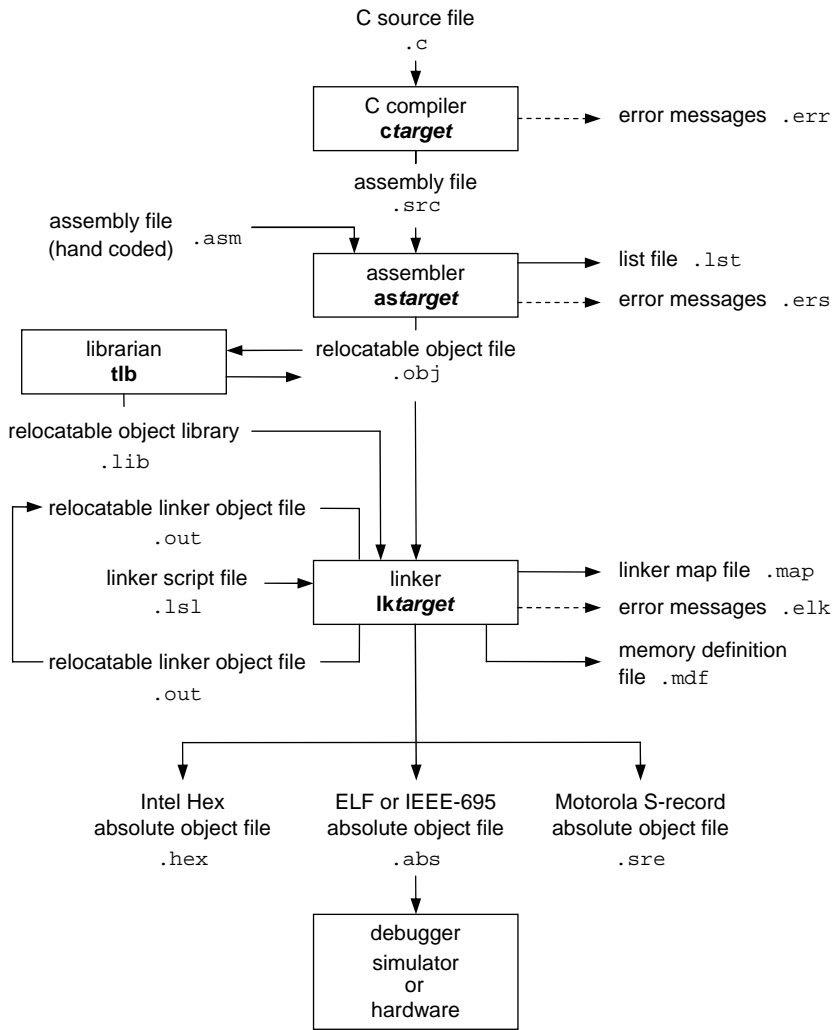 C source file
.c
C compiler
ctarget
error messages .err
assembly file
.src
assembly file
(hand coded) .asm
assembler
astarget
list file .lst
error messages .ers
librarian
tlb
relocatable object file
.obj
relocatable object library
.lib
relocatable linker object file
.out
linker script file
.lsl
linker
lktarget
linker map file .map
error messages .elk
relocatable linker object file
.out
memory definition
file .mdf
Intel Hex
absolute object file
.hex
ELF or IEEE-695
absolute object file
.abs
Motorola S-record
absolute object file
.sre
debugger
simulator
or
hardware